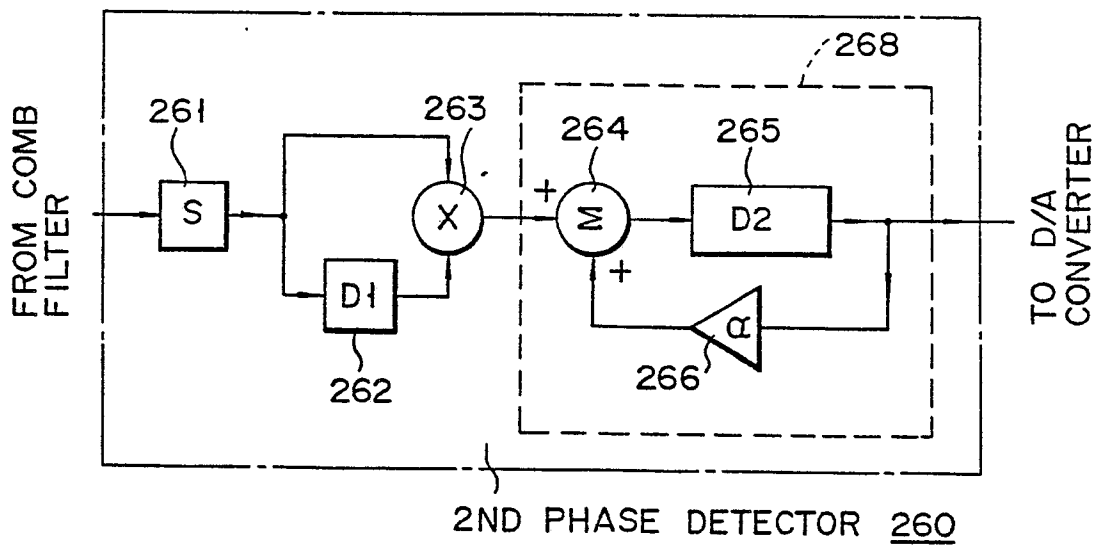 268
261
263
264
265
FROM COMB
FILTER
S
X
+
Σ
D2
+
D1
α
262
266
TO D/A
CONVERTER
2ND PHASE DETECTOR 260